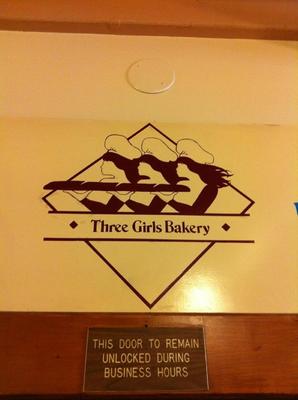 Three Girls Bakery
THIS DOOR TO REMAIN
UNLOCKED DURING
BUSINESS HOURS